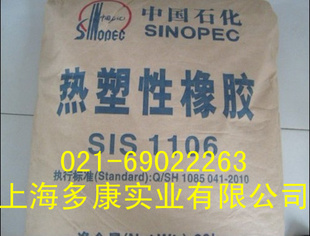 中国石化
SINOPEC
SINOPEC
热塑性橡胶
SIS 1106
021-69022263
执行标准(Standard):Q/SH 1085 041-2010
上海多康实业有限公司